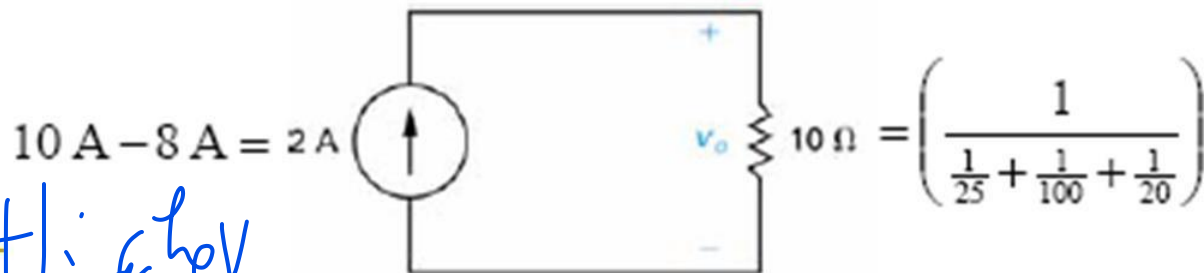 10 A − 8 A = 2 A
+
v_o
−
10 Ω = ( 1 / ( 1/25 + 1/100 + 1/20 ) )